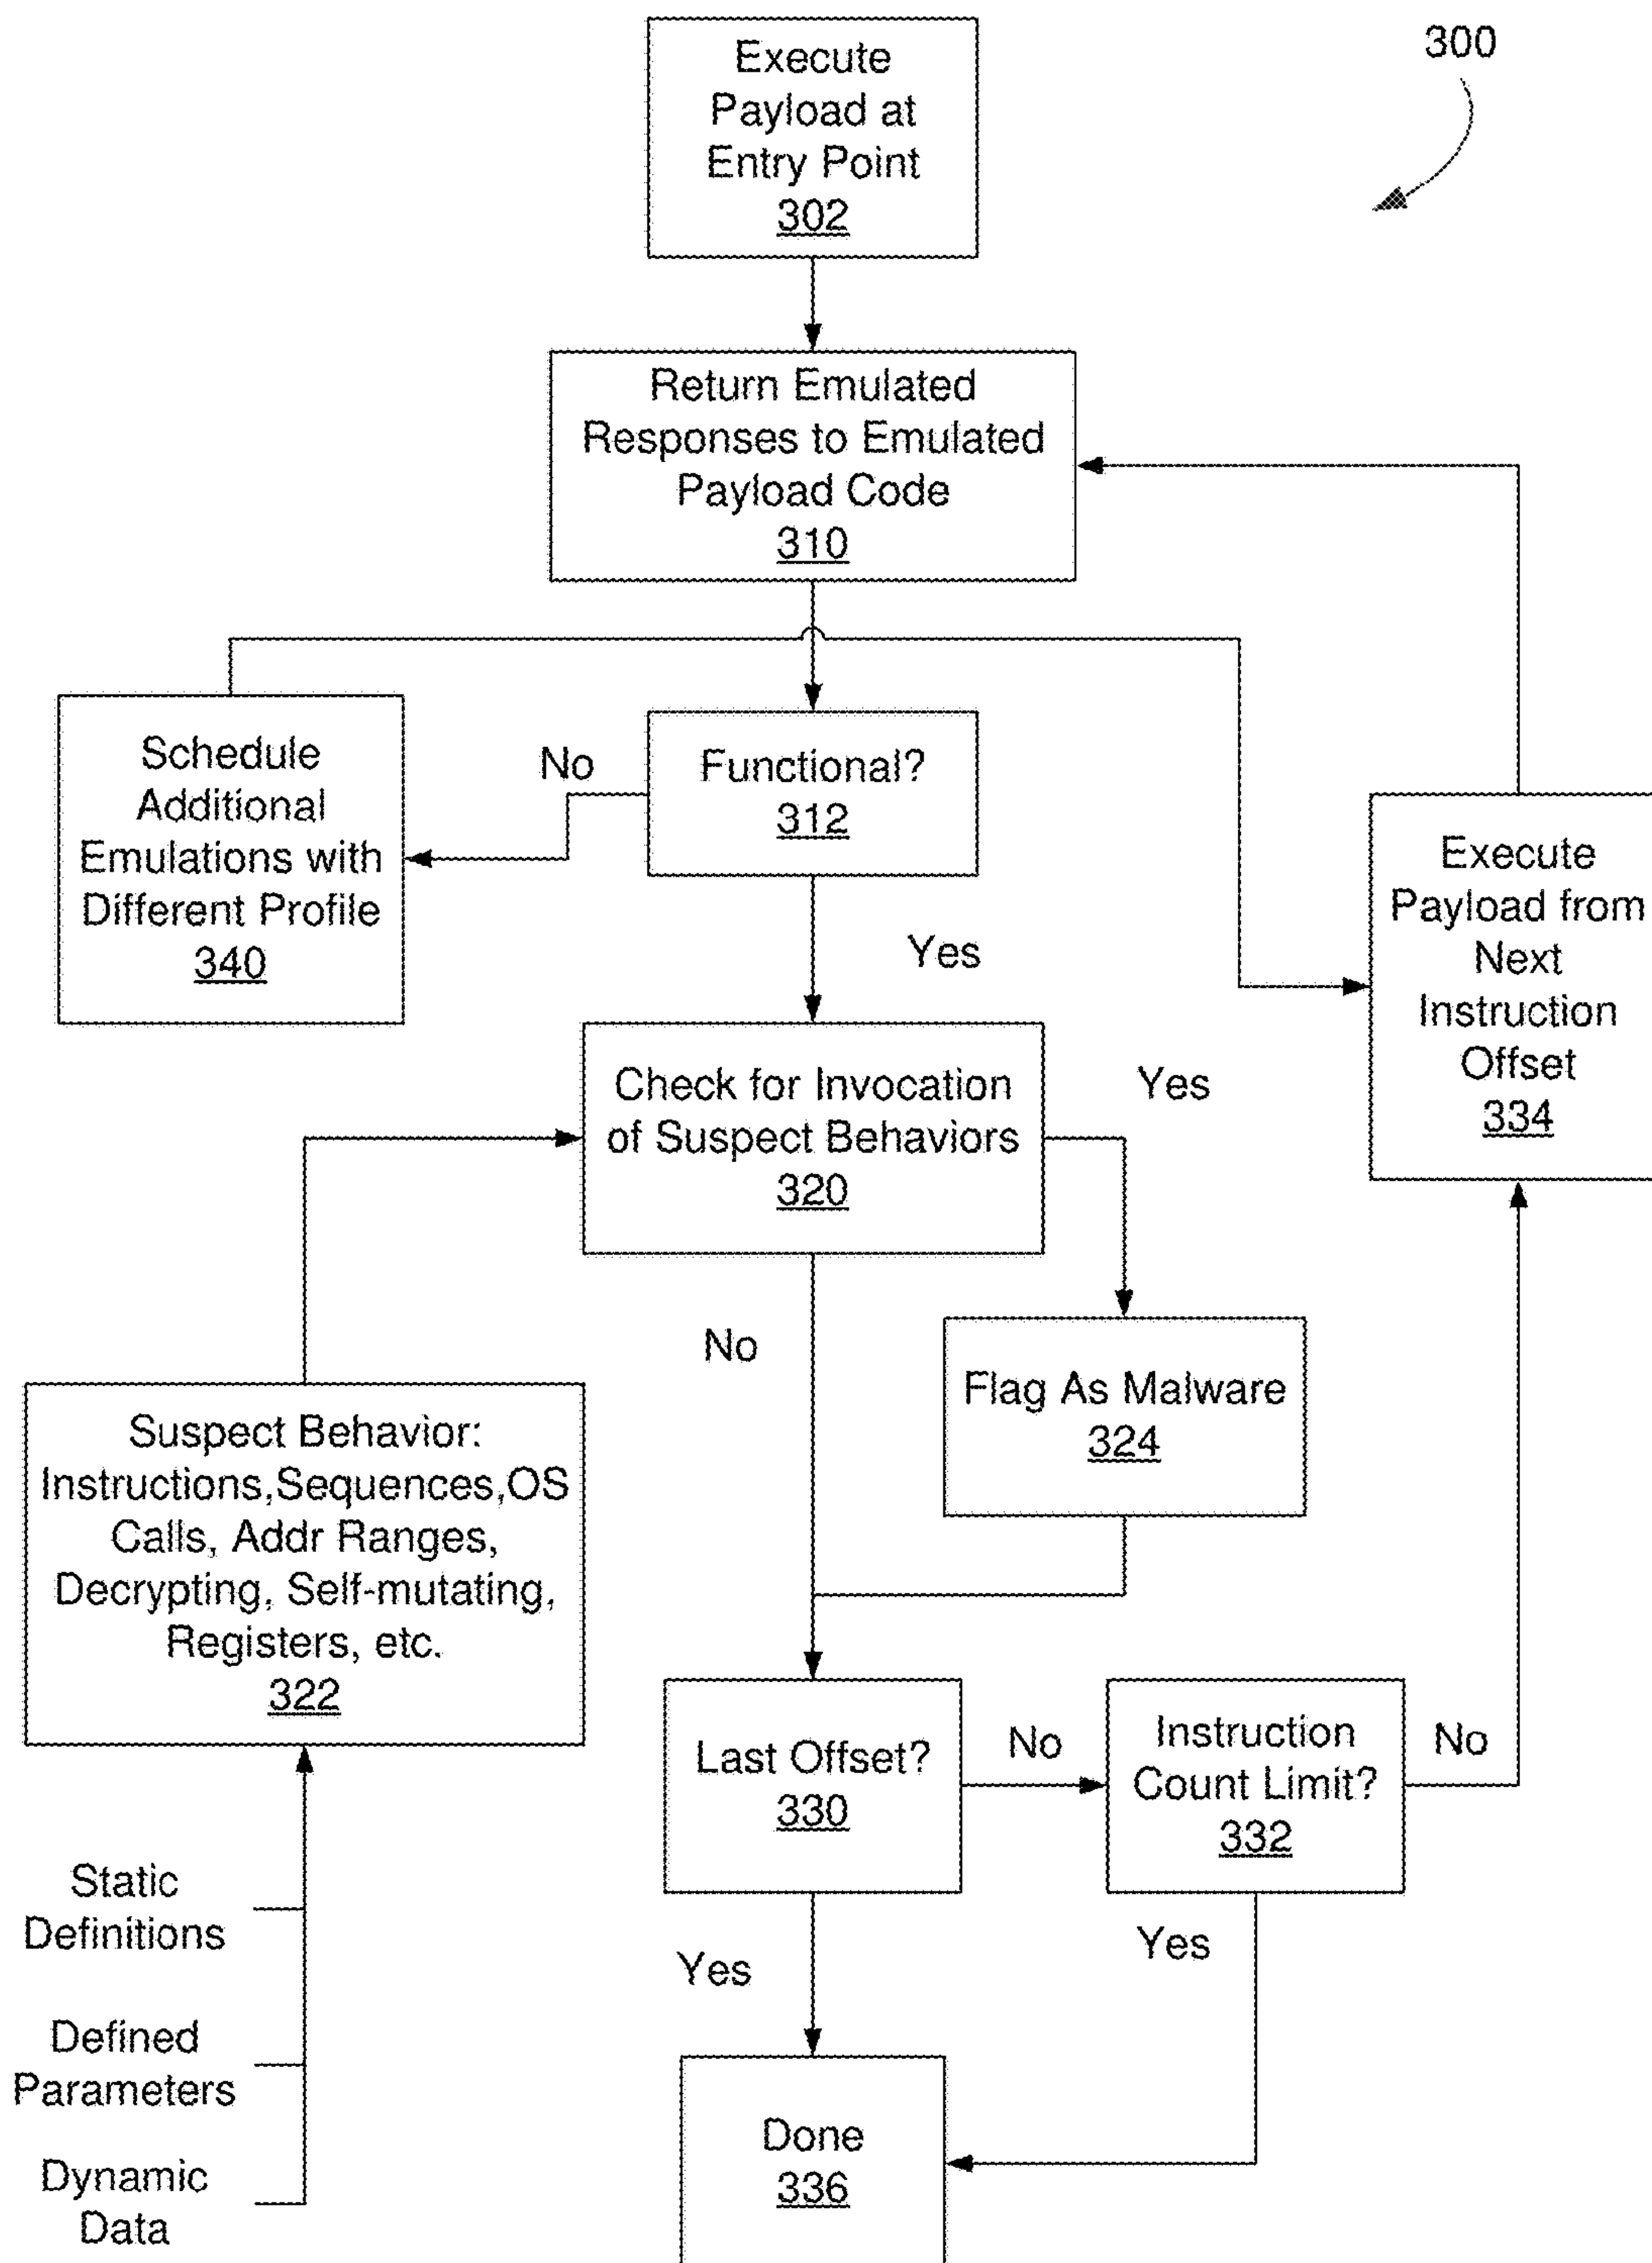 Execute
Payload at
Entry Point
302
300
Return Emulated
Responses to Emulated
Payload Code
310
Schedule
Additional
Emulations with
Different Profile
340
No
Functional?
312
Yes
Execute
Payload from
Next
Instruction
Offset
334
Check for Invocation
of Suspect Behaviors
320
Yes
No
Flag As Malware
324
Suspect Behavior:
Instructions,Sequences,OS
Calls, Addr Ranges,
Decrypting, Self-mutating,
Registers, etc.
322
Last Offset?
330
No
Instruction
Count Limit?
332
No
Static
Definitions
Yes
Yes
Defined
Parameters
Dynamic
Data
Done
336